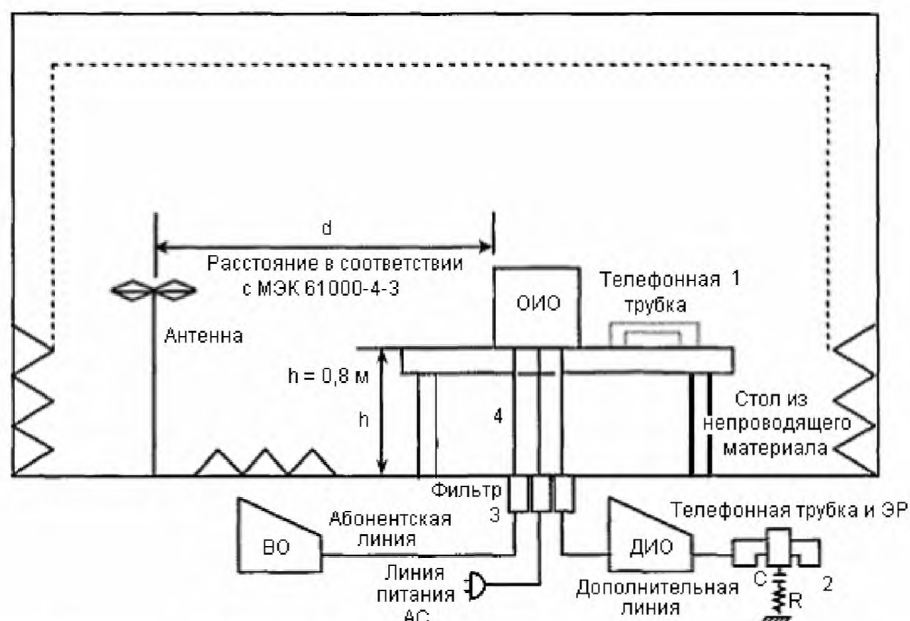 d
Расстояние в соответствии
с МЭК 61000-4-3
Антенна
ОИО
Телефонная 1
трубка
h = 0,8 м
h
4
Стол из
непроводящего
материала
Фильтр
3
Телефонная трубка и ЭР
ВО
Абонентская
линия
ДИО
Линия
питания
АС
Дополнительная
линия
C
R
2